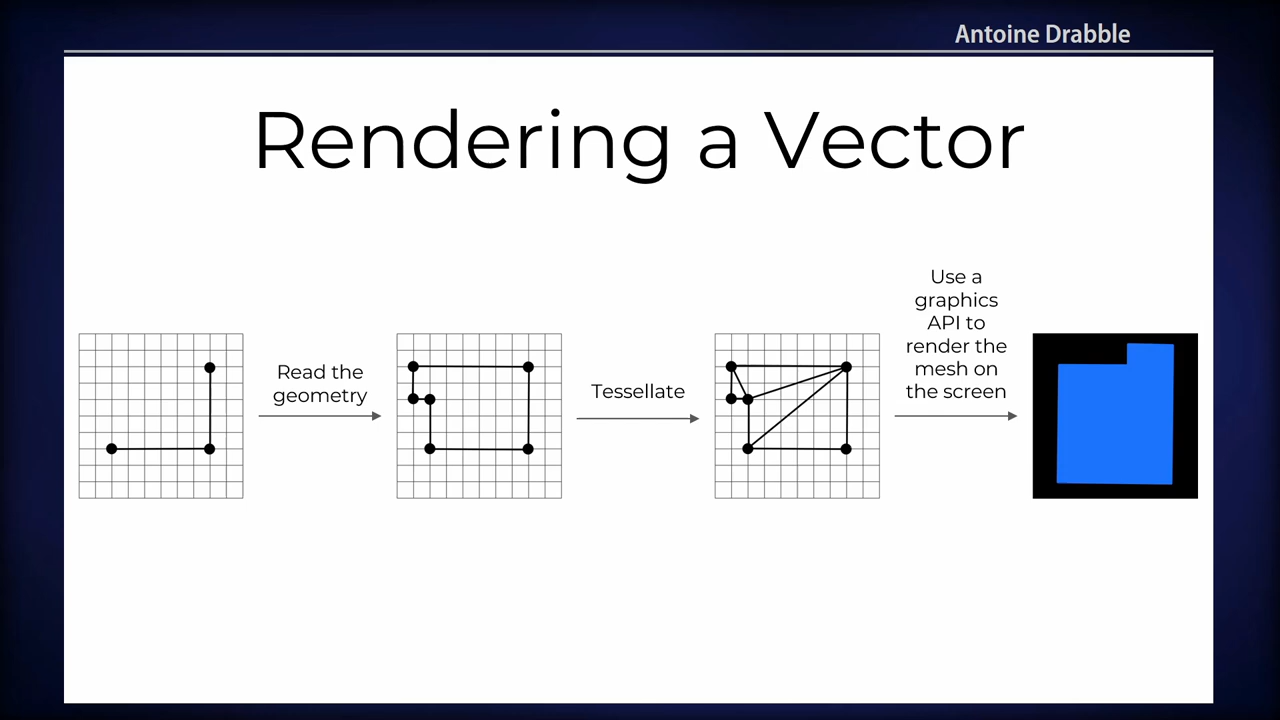 Antoine Drabble
Rendering a Vector
Read the
geometry
Tessellate
Use a
graphics
API to
render the
mesh on
the screen